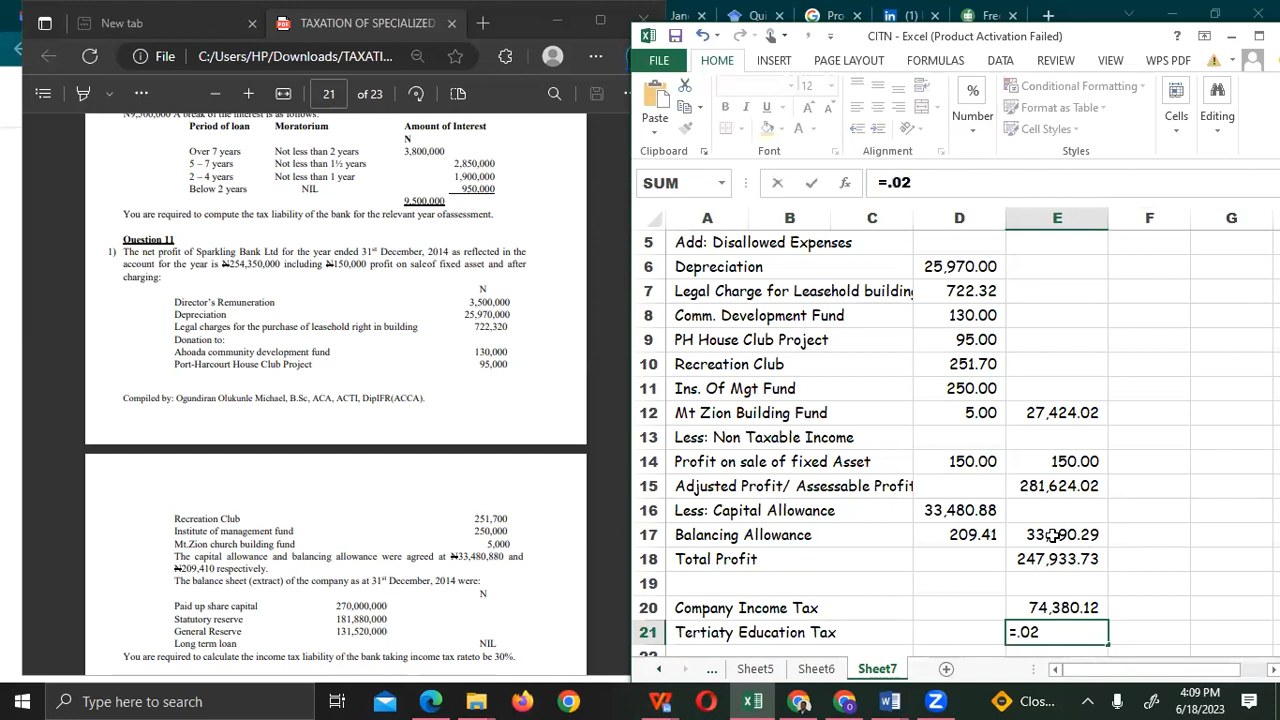 New tab
TAXATION OF SPECIALIZED
File
C:/Users/HP/Downloads/TAXATI...
21
of 23
A break of the interest is as follows:
Period of loan Moratorium Amount of Interest
N
Over 7 years Not less than 2 years 3,800,000
5 – 7 years Not less than 1½ years 2,850,000
2 – 4 years Not less than 1 year 1,900,000
Below 2 years NIL 950,000
9,500,000
You are required to compute the tax liability of the bank for the relevant year ofassessment.
Question 11
1) The net profit of Sparkling Bank Ltd for the year ended 31st December, 2014 as reflected in the
account for the year is ₦254,350,000 including ₦150,000 profit on saleof fixed asset and after
charging:
N
Director’s Remuneration 3,500,000
Depreciation 25,970,000
Legal charges for the purchase of leasehold right in building 722,320
Donation to:
Ahoada community development fund 130,000
Port-Harcourt House Club Project 95,000
Compiled by: Ogundiran Olukunle Michael, B.Sc, ACA, ACTI, DipIFR(ACCA).
Recreation Club 251,700
Institute of management fund 250,000
Mt.Zion church building fund 5,000
The capital allowance and balancing allowance were agreed at ₦33,480,880 and
₦209,410 respectively.
The balance sheet (extract) of the company as at 31st December, 2014 were:
N
Paid up share capital 270,000,000
Statutory reserve 181,880,000
General Reserve 131,520,000
Long term loan NIL
You are required to calculate the income tax liability of the bank taking income tax rateto be 30%.
CITN - Excel (Product Activation Failed)
FILE HOME INSERT PAGE LAYOUT FORMULAS DATA REVIEW VIEW WPS PDF
12
Conditional Formatting
Format as Table
Cell Styles
Paste
Number
Cells
Editing
Clipboard Font Alignment Styles
SUM =.02
A B C D E F G
5 Add: Disallowed Expenses
6 Depreciation 25,970.00
7 Legal Charge for Leasehold building 722.32
8 Comm. Development Fund 130.00
9 PH House Club Project 95.00
10 Recreation Club 251.70
11 Ins. Of Mgt Fund 250.00
12 Mt Zion Building Fund 5.00 27,424.02
13 Less: Non Taxable Income
14 Profit on sale of fixed Asset 150.00 150.00
15 Adjusted Profit/ Assessable Profit 281,624.02
16 Less: Capital Allowance 33,480.88
17 Balancing Allowance 209.41 33,690.29
18 Total Profit 247,933.73
19
20 Company Income Tax 74,380.12
21 Tertiaty Education Tax =.02
... Sheet5 Sheet6 Sheet7
Type here to search
Clos...
4:09 PM
6/18/2023